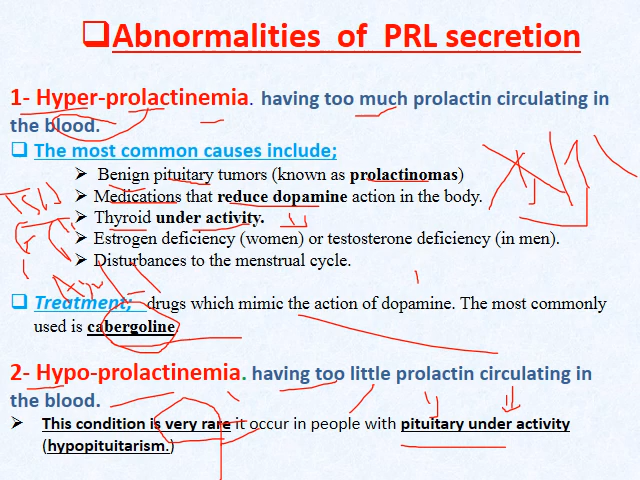 ❑Abnormalities of PRL secretion
1- Hyper-prolactinemia. having too much prolactin circulating in
the blood.
❑ The most common causes include;
➢ Benign pituitary tumors (known as prolactinomas)
➢ Medications that reduce dopamine action in the body.
➢ Thyroid under activity.
➢ Estrogen deficiency (women) or testosterone deficiency (in men).
➢ Disturbances to the menstrual cycle.
❑ Treatment; drugs which mimic the action of dopamine. The most commonly
used is cabergoline.
2- Hypo-prolactinemia. having too little prolactin circulating in
the blood.
➢ This condition is very rare it occur in people with pituitary under activity
(hypopituitarism.)